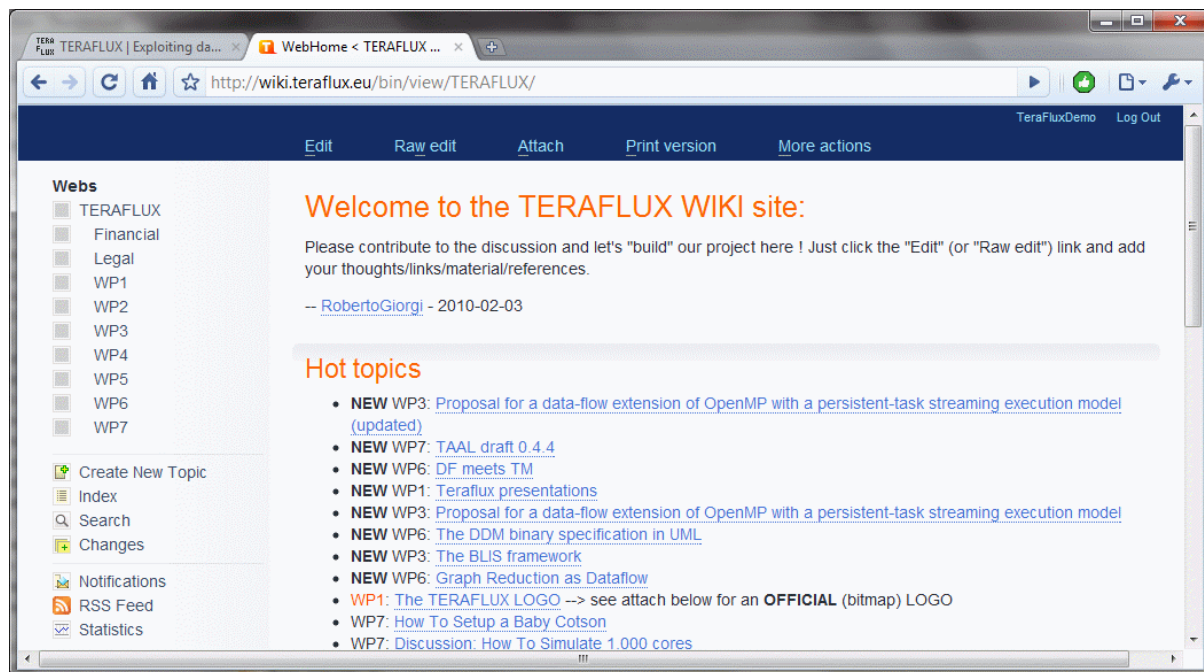 TERA FLUX TERAFLUX | Exploiting da...
WebHome < TERAFLUX ...
http://wiki.teraflux.eu/bin/view/TERAFLUX/
TeraFluxDemo Log Out
Edit Raw edit Attach Print version More actions
Webs
TERAFLUX
Financial
Legal
WP1
WP2
WP3
WP4
WP5
WP6
WP7
Create New Topic
Index
Search
Changes
Notifications
RSS Feed
Statistics
Welcome to the TERAFLUX WIKI site:
Please contribute to the discussion and let's "build" our project here ! Just click the "Edit" (or "Raw edit") link and add
your thoughts/links/material/references.
-- RobertoGiorgi - 2010-02-03
Hot topics
• NEW WP3: Proposal for a data-flow extension of OpenMP with a persistent-task streaming execution model
(updated)
• NEW WP7: TAAL draft 0.4.4
• NEW WP6: DF meets TM
• NEW WP1: Teraflux presentations
• NEW WP3: Proposal for a data-flow extension of OpenMP with a persistent-task streaming execution model
• NEW WP6: The DDM binary specification in UML
• NEW WP3: The BLIS framework
• NEW WP6: Graph Reduction as Dataflow
• WP1: The TERAFLUX LOGO --> see attach below for an OFFICIAL (bitmap) LOGO
• WP7: How To Setup a Baby Cotson
• WP7: Discussion: How To Simulate 1.000 cores